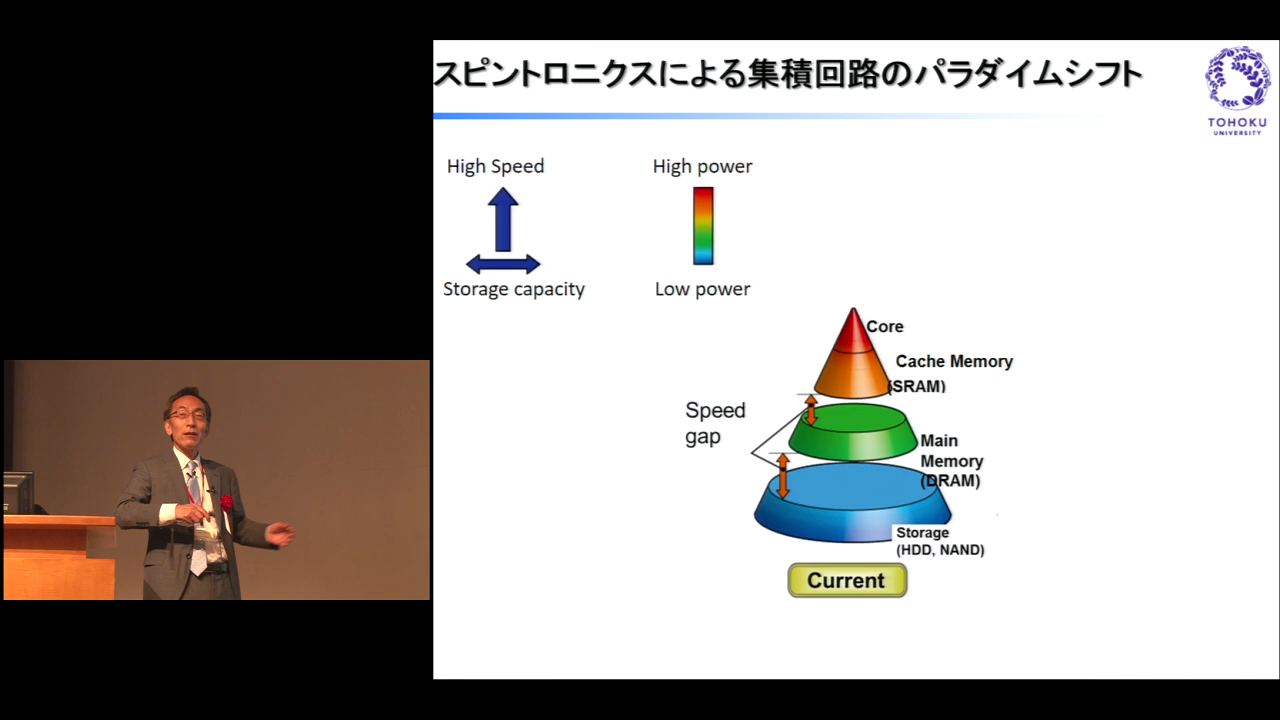 スピントロニクスによる集積回路のパラダイムシフト
TOHOKU
UNIVERSITY
High Speed
High power
Storage capacity
Low power
Core
Cache Memory
(SRAM)
Speed
gap
Main
Memory
(DRAM)
Storage
(HDD, NAND)
Current